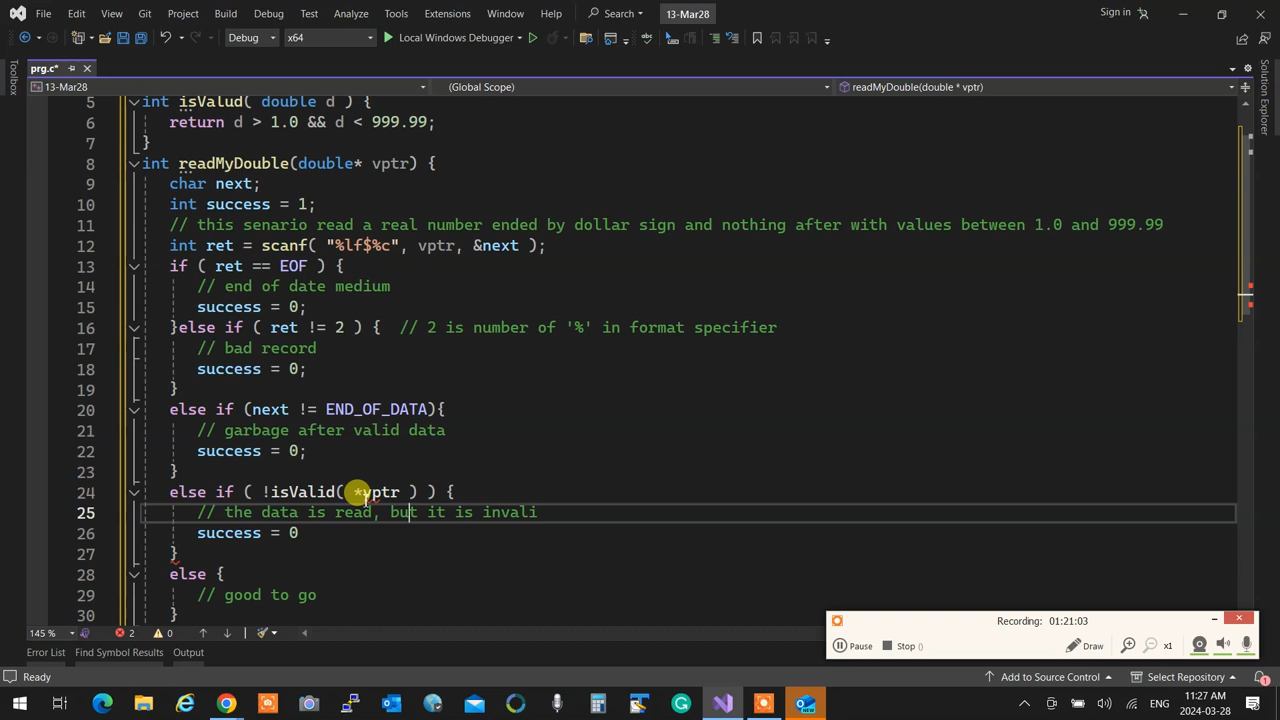 File Edit View Git Project Build Debug Test Analyze Tools Extensions Window Help Search 13-Mar28 Sign in
Debug x64 Local Windows Debugger
prg.c*
13-Mar28 (Global Scope) readMyDouble(double * vptr)
Toolbox
Solution Explorer
5 int isValud( double d ) {
6 return d > 1.0 && d < 999.99;
7 }
8 int readMyDouble(double* vptr) {
9 char next;
10 int success = 1;
11 // this senario read a real number ended by dollar sign and nothing after with values between 1.0 and 999.99
12 int ret = scanf( "%lf$%c", vptr, &next );
13 if ( ret == EOF ) {
14 // end of date medium
15 success = 0;
16 }else if ( ret != 2 ) { // 2 is number of '%' in format specifier
17 // bad record
18 success = 0;
19 }
20 else if (next != END_OF_DATA){
21 // garbage after valid data
22 success = 0;
23 }
24 else if ( !isValid( *vptr ) ) {
25 // the data is read, but it is invali
26 success = 0
27 }
28 else {
29 // good to go
30 }
145 % 2 0
Error List Find Symbol Results Output
Ready
Recording: 01:21:03
Pause Stop () Draw x1
Add to Source Control Select Repository 1
ENG 11:27 AM 2024-03-28
NEW